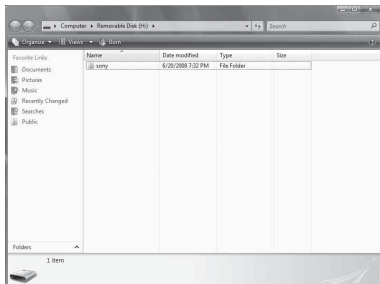 Computer ▸ Removable Disk (H:) ▸
Search
Organize Views Burn
Favorite Links
Name Date modified Type Size
sony 6/20/2008 7:32 PM File Folder
Documents
Pictures
Music
Recently Changed
Searches
Public
Folders
1 item